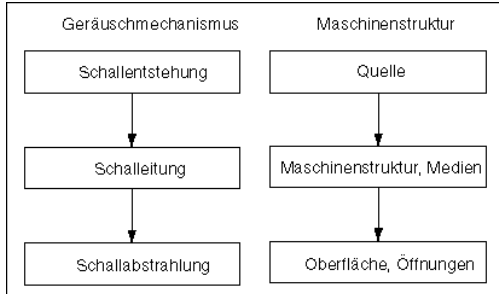 Geräuschmechanismus
Maschinenstruktur
Schallentstehung
Quelle
Schalleitung
Maschinenstruktur, Medien
Schallabstrahlung
Oberfläche, Öffnungen